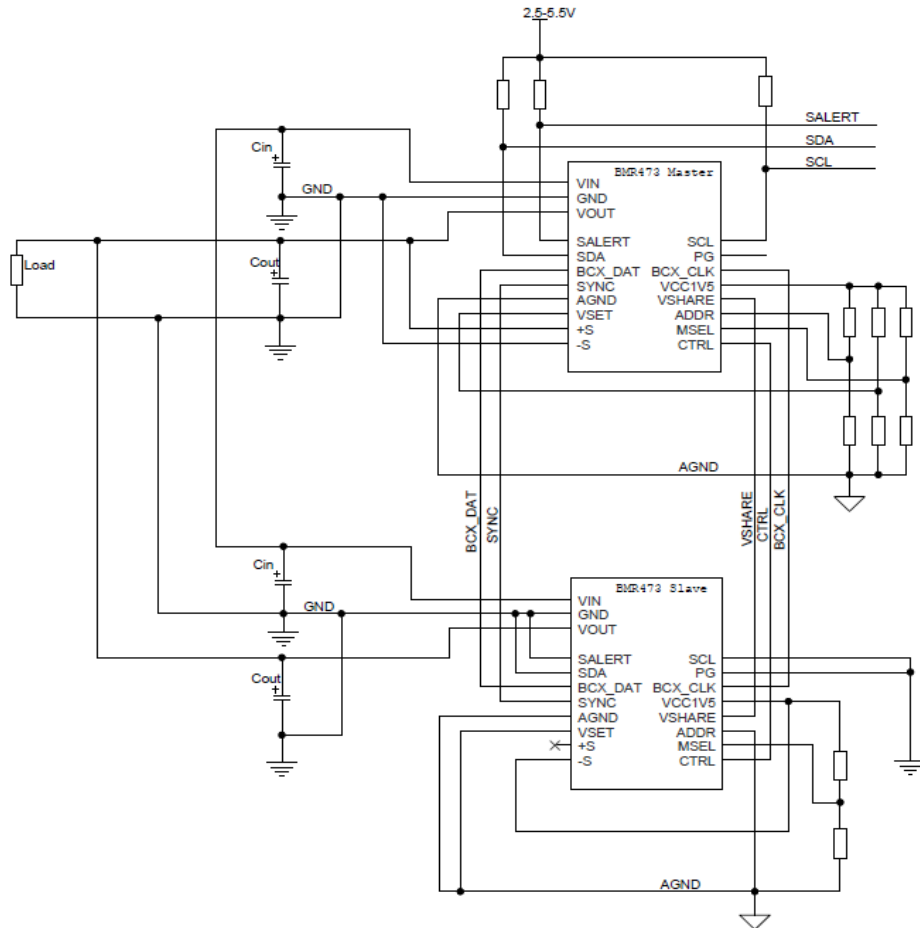 2.5-5.5V
SALERT
SDA
SCL
Cin
+
GND
BMR473 Master
VIN
GND
VOUT
SALERT
SDA
BCX_DAT
SYNC
AGND
VSET
+S
-S
SCL
PG
BCX_CLK
VCC1V5
VSHARE
ADDR
MSEL
CTRL
Load
Cout
+
AGND
BCX_DAT
SYNC
VSHARE
CTRL
BCX_CLK
Cin
+
GND
Cout
+
BMR473 Slave
VIN
GND
VOUT
SALERT
SDA
BCX_DAT
SYNC
AGND
VSET
+S
-S
SCL
PG
BCX_CLK
VCC1V5
VSHARE
ADDR
MSEL
CTRL
AGND